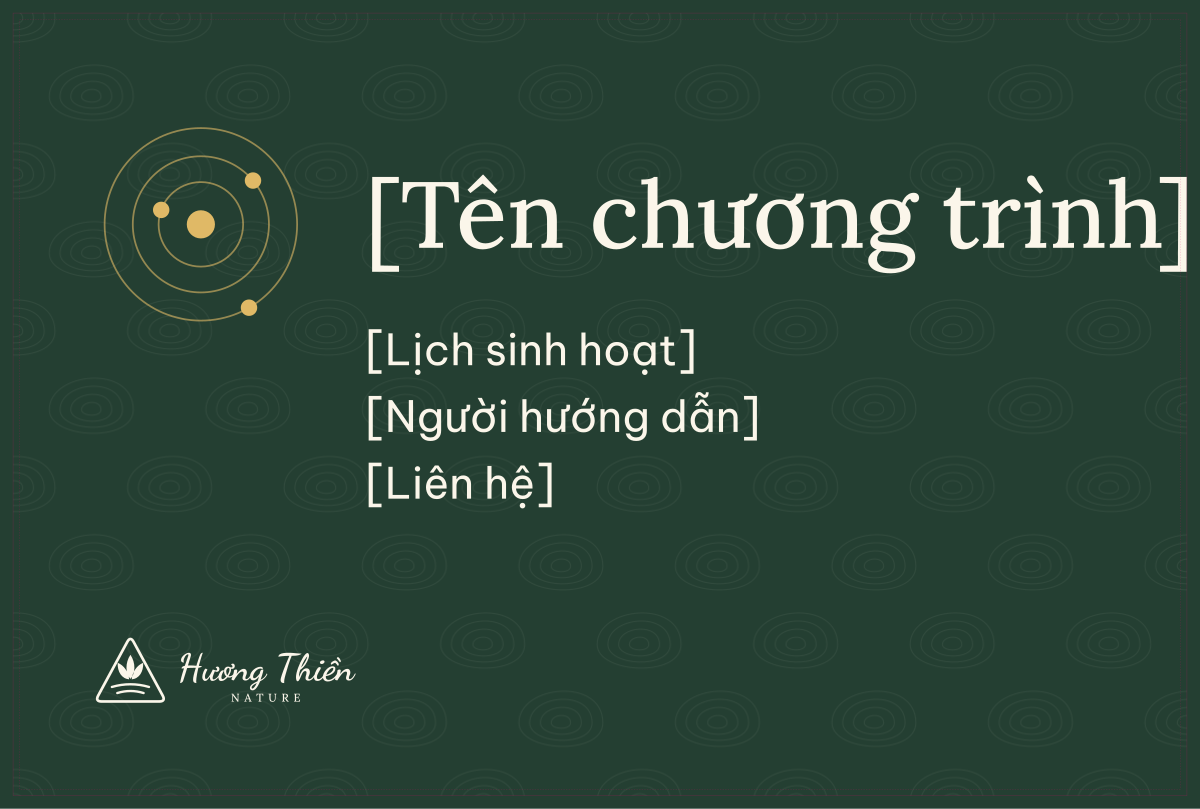 [Tên chương trình]
[Lịch sinh hoạt]
[Người hướng dẫn]
[Liên hệ]
Hương Thiền
NATURE